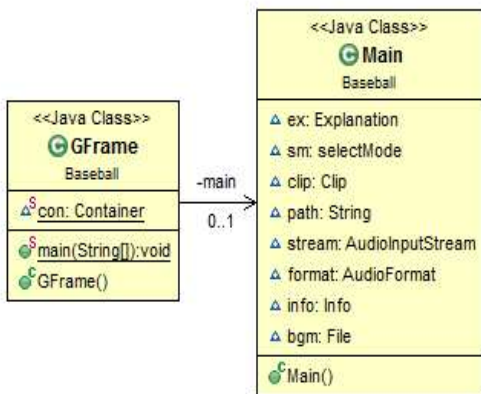 <<Java Class>>
GFrame
Baseball
con: Container
main(String[]):void
GFrame()
-main
0..1
<<Java Class>>
Main
Baseball
ex: Explanation
sm: selectMode
clip: Clip
path: String
stream: AudioInputStream
format: AudioFormat
info: Info
bgm: File
Main()